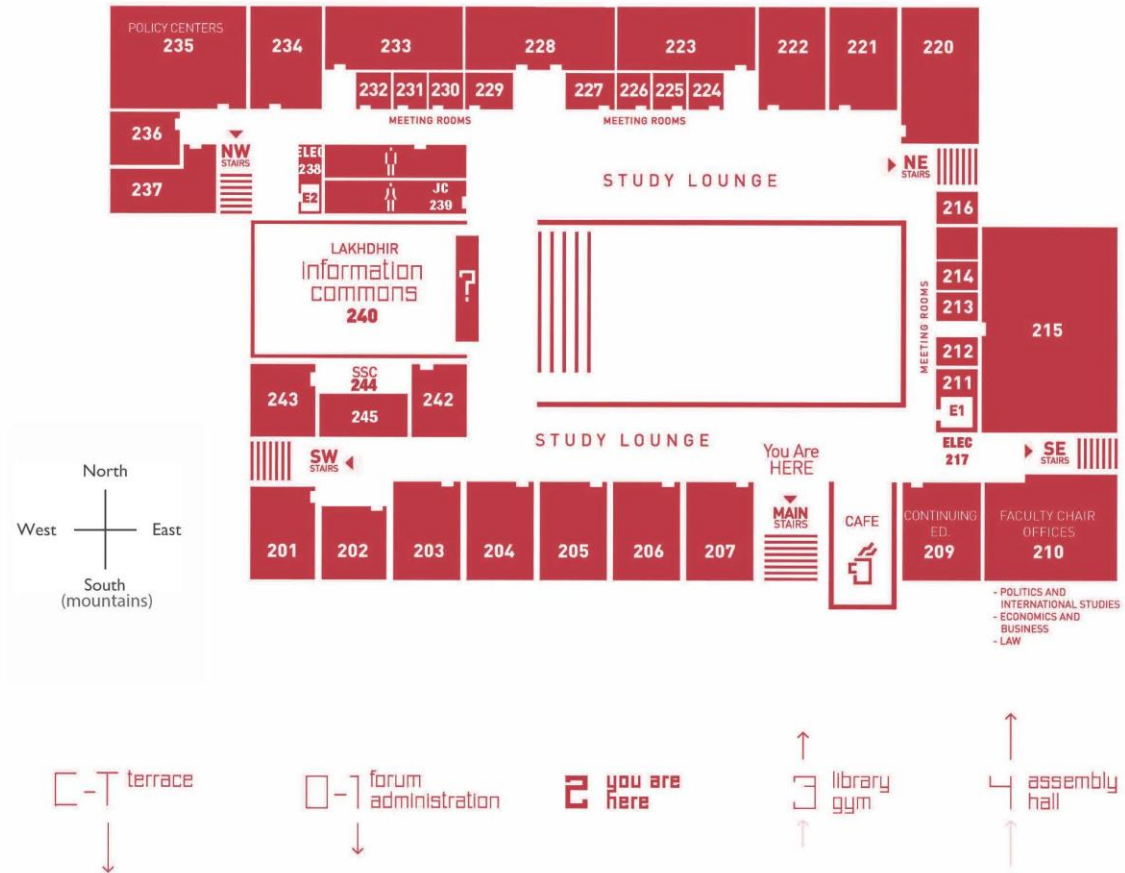 POLICY CENTERS
235
234
233
228
223
222
221
220
232
231
230
229
227
226
225
224
MEETING ROOMS
MEETING ROOMS
236
237
NW
STAIRS
ELEC
238
E2
JC
239
STUDY LOUNGE
NE
STAIRS
216
214
213
212
211
E1
ELEC
217
MEETING ROOMS
215
LAKHDHIR
information
commons
240
?
243
SSC
244
245
242
STUDY LOUNGE
SW
STAIRS
You Are
HERE
MAIN
STAIRS
SE
STAIRS
201
202
203
204
205
206
207
CAFE
CONTINUING
ED.
209
FACULTY CHAIR
OFFICES
210
- POLITICS AND
INTERNATIONAL STUDIES
- ECONOMICS AND
BUSINESS
- LAW
North
West
East
South
(mountains)
C-T terrace
0-1 forum
administration
2 you are
here
3 library
gym
4 assembly
hall